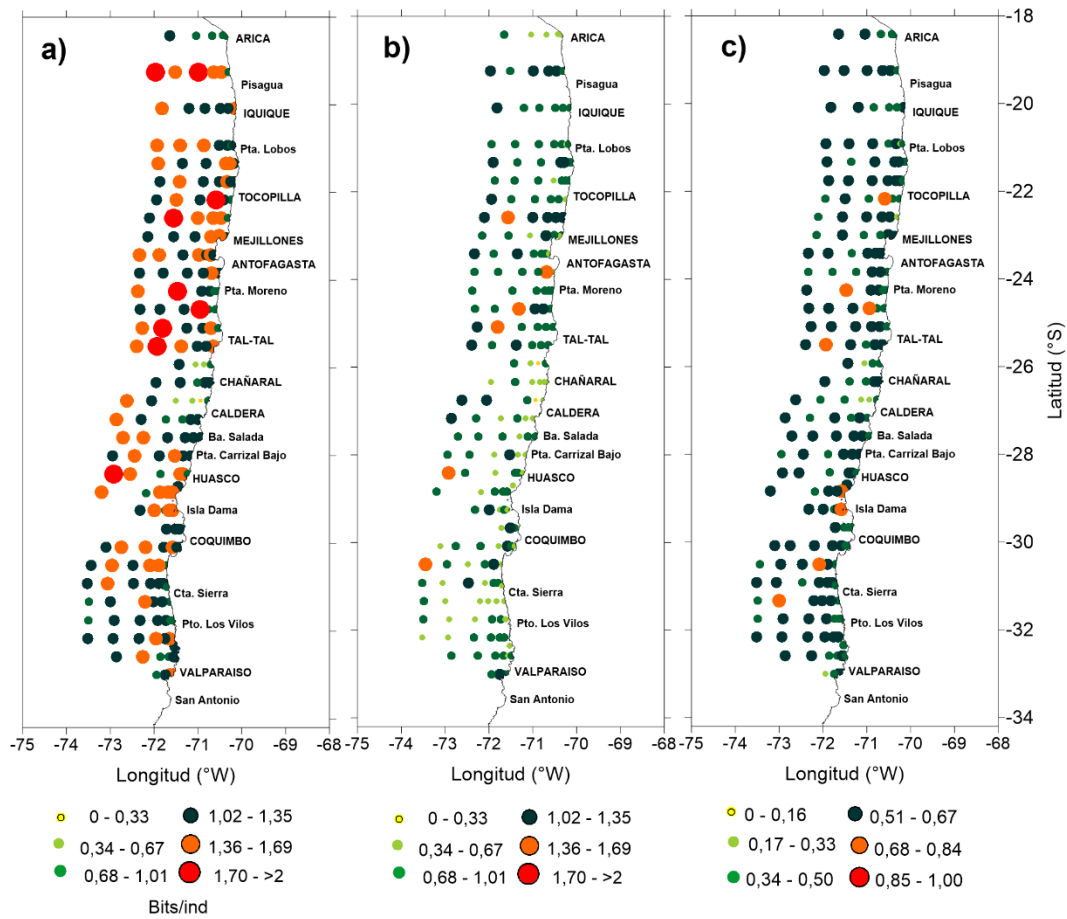 a)
ARICA
Pisagua
IQUIQUE
Pta. Lobos
TOCOPILLA
MEJILLONES
ANTOFAGASTA
Pta. Moreno
TAL-TAL
CHAÑARAL
CALDERA
Ba. Salada
Pta. Carrizal Bajo
HUASCO
Isla Dama
COQUIMBO
Cta. Sierra
Pto. Los Vilos
VALPARAISO
San Antonio
-75 -74 -73 -72 -71 -70 -69 -68
Longitud (°W)
0 - 0,33
0,34 - 0,67
0,68 - 1,01
1,02 - 1,35
1,36 - 1,69
1,70 - >2
Bits/ind
b)
ARICA
Pisagua
IQUIQUE
Pta. Lobos
TOCOPILLA
MEJILLONES
ANTOFAGASTA
Pta. Moreno
TAL-TAL
CHAÑARAL
CALDERA
Ba. Salada
Pta. Carrizal Bajo
HUASCO
Isla Dama
COQUIMBO
Cta. Sierra
Pto. Los Vilos
VALPARAISO
San Antonio
-75 -74 -73 -72 -71 -70 -69 -68
Longitud (°W)
0 - 0,33
0,34 - 0,67
0,68 - 1,01
1,02 - 1,35
1,36 - 1,69
1,70 - >2
c)
ARICA
Pisagua
IQUIQUE
Pta. Lobos
TOCOPILLA
MEJILLONES
ANTOFAGASTA
Pta. Moreno
TAL-TAL
CHAÑARAL
CALDERA
Ba. Salada
Pta. Carrizal Bajo
HUASCO
Isla Dama
COQUIMBO
Cta. Sierra
Pto. Los Vilos
VALPARAISO
San Antonio
-75 -74 -73 -72 -71 -70 -69 -68
Longitud (°W)
-18
-20
-22
-24
-26
-28
-30
-32
-34
Latitud (°S)
0 - 0,16
0,17 - 0,33
0,34 - 0,50
0,51 - 0,67
0,68 - 0,84
0,85 - 1,00